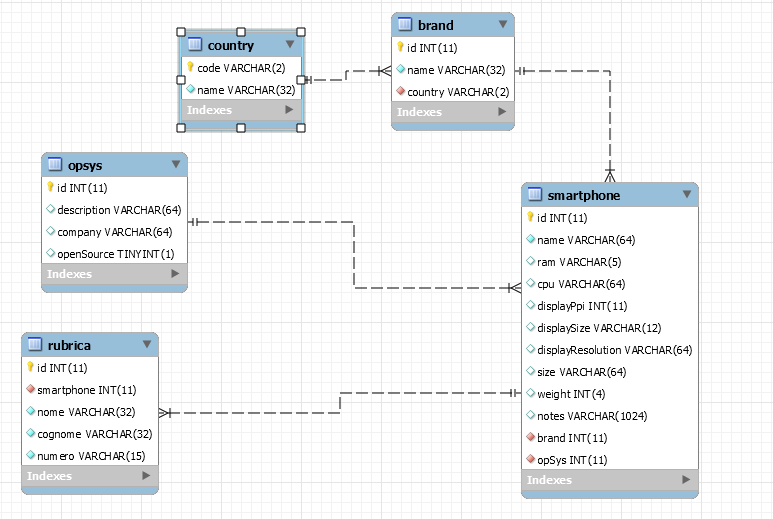 country
code VARCHAR(2)
name VARCHAR(32)
Indexes
brand
id INT(11)
name VARCHAR(32)
country VARCHAR(2)
Indexes
opsys
id INT(11)
description VARCHAR(64)
company VARCHAR(64)
openSource TINYINT(1)
Indexes
smartphone
id INT(11)
name VARCHAR(64)
ram VARCHAR(5)
cpu VARCHAR(64)
displayPpi INT(11)
displaySize VARCHAR(12)
displayResolution VARCHAR(64)
size VARCHAR(64)
weight INT(4)
notes VARCHAR(1024)
brand INT(11)
opSys INT(11)
Indexes
rubrica
id INT(11)
smartphone INT(11)
nome VARCHAR(32)
cognome VARCHAR(32)
numero VARCHAR(15)
Indexes